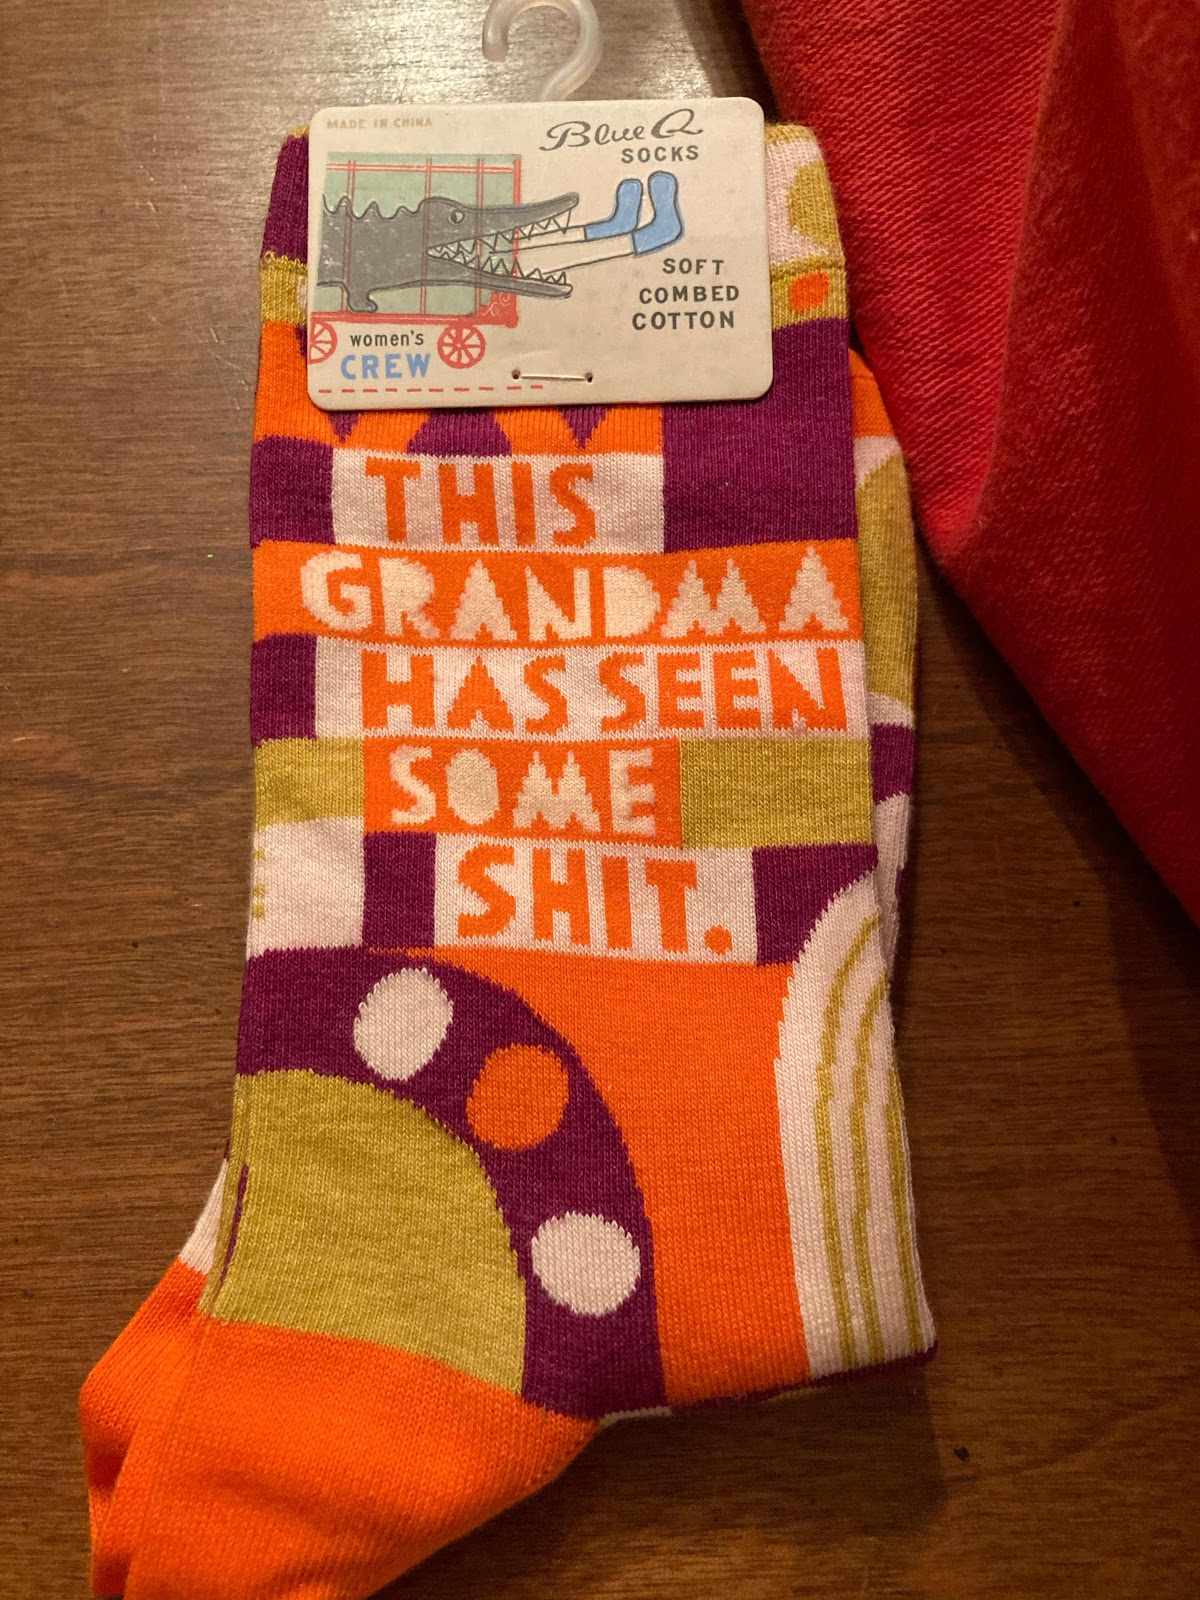 MADE IN CHINA
Blue Q
SOCKS
SOFT
COMBED
COTTON
women's
CREW
THIS
GRANDMA
HAS SEEN
SOME
SHIT.